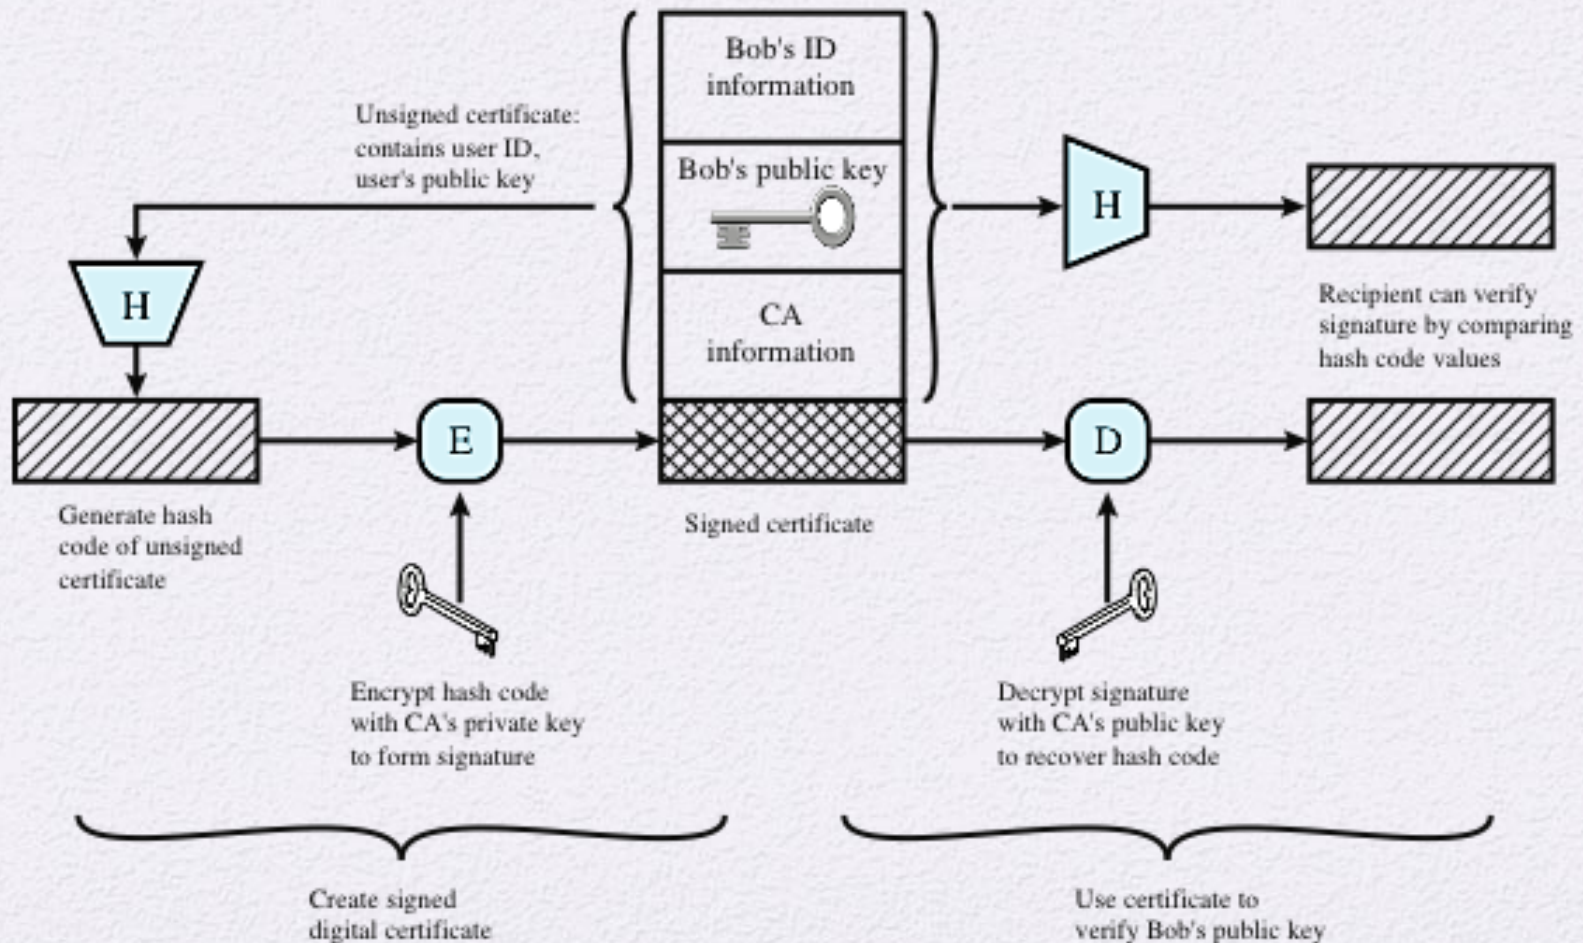 Bob's ID
information
Unsigned certificate:
contains user ID,
user's public key
Bob's public key
H
H
CA
information
Recipient can verify
signature by comparing
hash code values
E
D
Generate hash
code of unsigned
certificate
Signed certificate
Encrypt hash code
with CA's private key
to form signature
Decrypt signature
with CA's public key
to recover hash code
Create signed
digital certificate
Use certificate to
verify Bob's public key